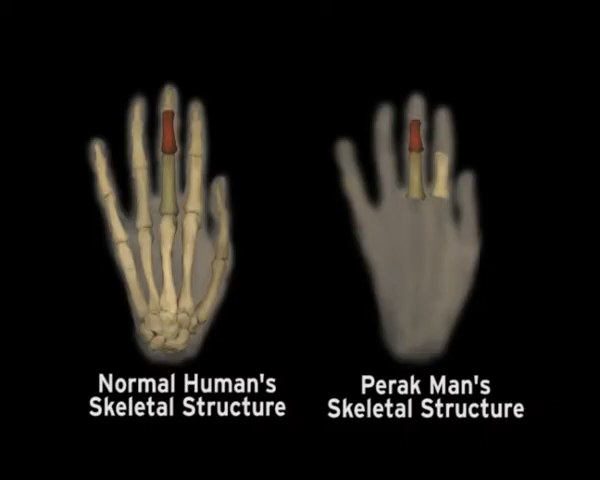 Normal Human's
Skeletal Structure
Perak Man's
Skeletal Structure